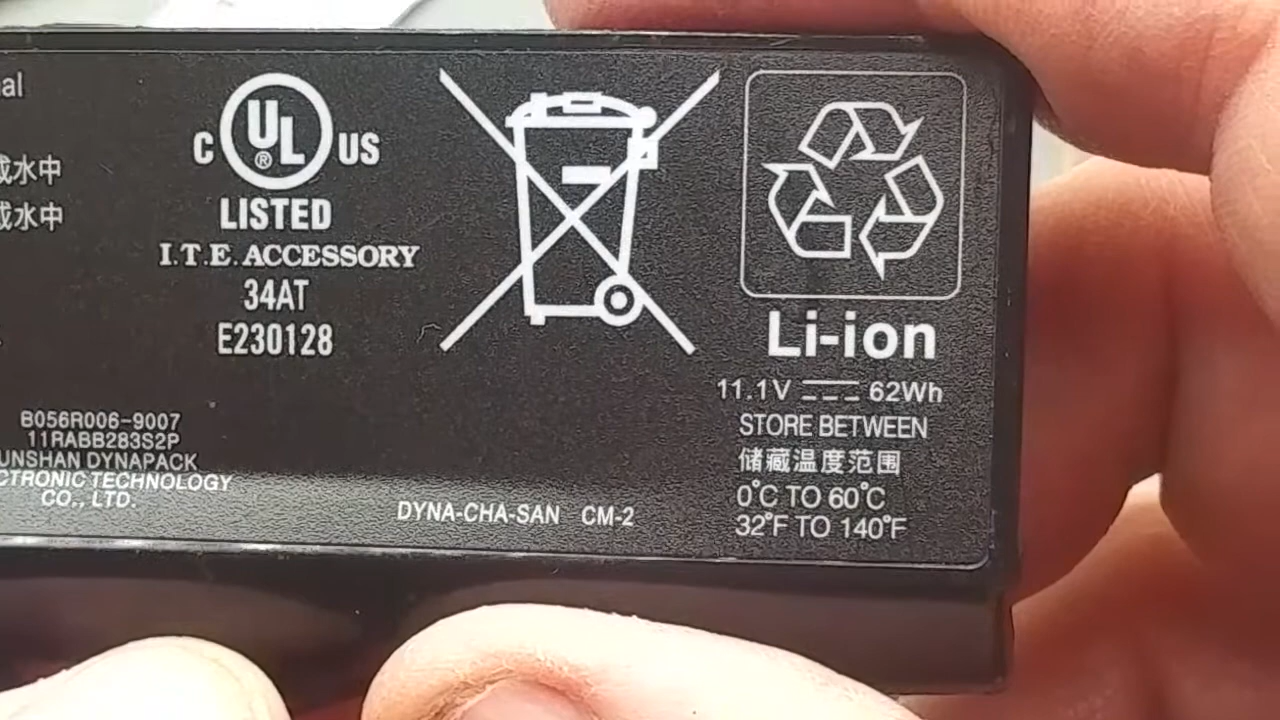 al
或水中
或水中
C UL ® US
LISTED
I.T.E. ACCESSORY
34AT
E230128
Li-ion
11.1V 62Wh
STORE BETWEEN
储藏温度范围
0°C TO 60°C
32°F TO 140°F
B056R006-9007
11RABB283S2P
UNSHAN DYNAPACK
CTRONIC TECHNOLOGY
CO., LTD.
DYNA-CHA-SAN CM-2